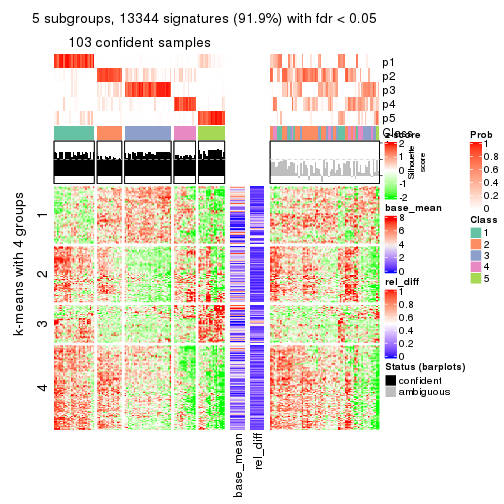 5 subgroups, 13344 signatures (91.9%) with fdr < 0.05
103 confident samples
p1
p2
p3
p4
p5
Class
Silhouette
score
k-means with 4 groups
1
2
3
4
base_mean
rel_diff
z-score
2
1
0
-1
-2
base_mean
8
6
4
2
0
rel_diff
1
0.8
0.6
0.4
0.2
0
Status (barplots)
confident
ambiguous
Prob
1
0.8
0.6
0.4
0.2
0
Class
1
2
3
4
5